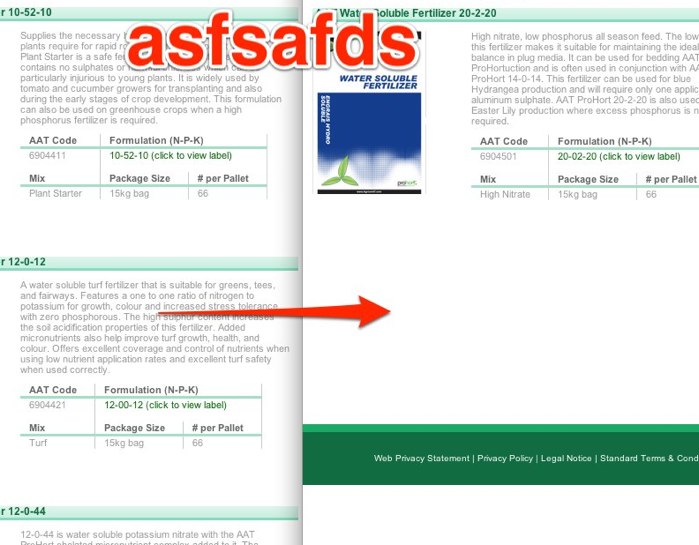 r 10-52-10
asfsafds
Supplies the necessary
plants require for rapid
Plant Starter is a safe
contains no sulphates or
particularly injurious to young plants. It is widely used by
tomato and cucumber growers for transplanting and also
during the early stages of crop development. This formulation
can also be used on greenhouse crops when a high
phosphorus fertilizer is required.
AAT Code Formulation (N-P-K)
6904411 10-52-10 (click to view label)
Mix Package Size # per Pallet
Plant Starter 15kg bag 66
r 12-0-12
A water soluble turf fertilizer that is suitable for greens, tees,
and fairways. Features a one to one ratio of nitrogen to
potassium for growth, colour and increased stress tolerance
with zero phosphorous. The high sulphur content increases
the soil acidification properties of this fertilizer. Added
micronutrients also help improve turf growth, health, and
colour. Offers excellent coverage and control of nutrients when
using low nutrient application rates and excellent turf safety
when used correctly.
AAT Code Formulation (N-P-K)
6904421 12-00-12 (click to view label)
Mix Package Size # per Pallet
Turf 15kg bag 66
r 12-0-44
12-0-44 is water soluble potassium nitrate with the AAT
ProHort chelated micronutrient complex added to it. The
Water Soluble Fertilizer 20-2-20
WATER SOLUBLE
FERTILIZER
ENGRAIS HYDRO
SOLUBLE
High nitrate, low phosphorus all season feed. The low
this fertilizer makes it suitable for maintaining the ideal
balance in plug media. It can be used for bedding AAT
ProHortuction and is often used in conjunction with AA
ProHort 14-0-14. This fertilizer can be used for blue
Hydrangea production and will require only one applic
aluminum sulphate. AAT ProHort 20-2-20 is also used
Easter Lily production where excess phosphorus is n
required.
AAT Code Formulation (N-P-K)
6904501 20-02-20 (click to view label)
Mix Package Size # per Pallet
High Nitrate 15kg bag 66
Web Privacy Statement | Privacy Policy | Legal Notice | Standard Terms & Cond